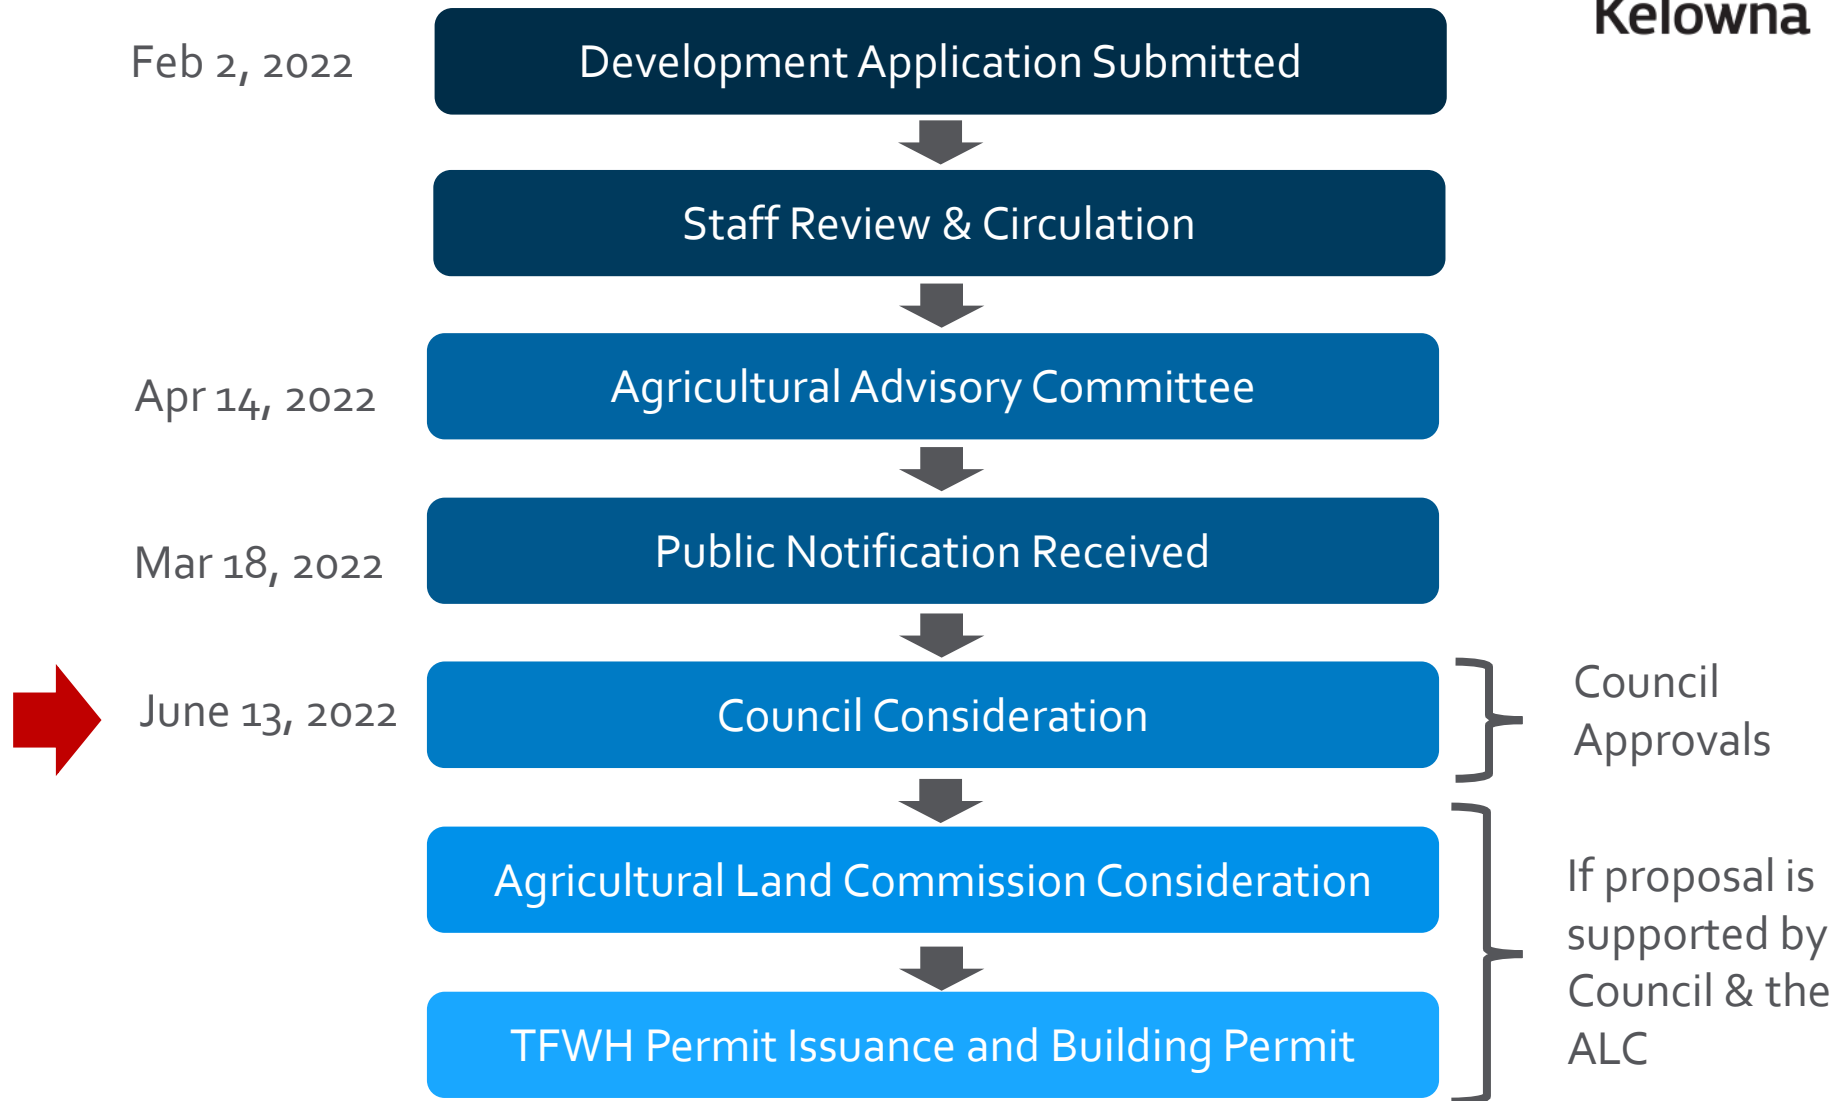 Kelowna
Feb 2, 2022
Development Application Submitted
Staff Review & Circulation
Apr 14, 2022
Agricultural Advisory Committee
Mar 18, 2022
Public Notification Received
June 13, 2022
Council Consideration
Council
Approvals
Agricultural Land Commission Consideration
If proposal is
supported by
Council & the
ALC
TFWH Permit Issuance and Building Permit